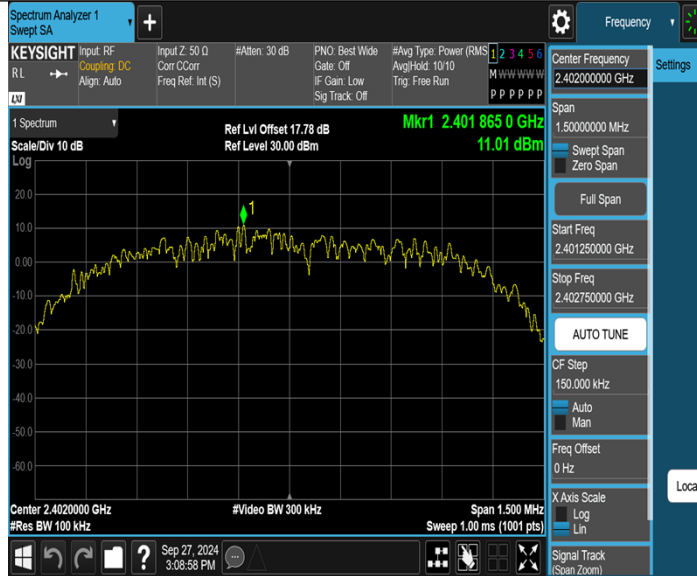 Spectrum Analyzer 1
Swept SA
+
Frequency
KEYSIGHT
RL
LXI
Input: RF
Coupling: DC
Align: Auto
Input Z: 50 Ω
Corr CCorr
Freq Ref: Int (S)
#Atten: 30 dB
PNO: Best Wide
Gate: Off
IF Gain: Low
Sig Track: Off
#Avg Type: Power (RMS
Avg|Hold: 10/10
Trig: Free Run
1 2 3 4 5 6
M W W W W W
P P P P P P
1 Spectrum
Scale/Div 10 dB
Ref Lvl Offset 17.78 dB
Ref Level 30.00 dBm
Mkr1 2.401 865 0 GHz
11.01 dBm
Log
20.0
10.0
0.00
-10.0
-20.0
-30.0
-40.0
-50.0
-60.0
1
Center 2.4020000 GHz
#Res BW 100 kHz
#Video BW 300 kHz
Span 1.500 MHz
Sweep 1.00 ms (1001 pts)
Center Frequency
2.402000000 GHz
Span
1.50000000 MHz
Swept Span
Zero Span
Full Span
Start Freq
2.401250000 GHz
Stop Freq
2.402750000 GHz
AUTO TUNE
CF Step
150.000 kHz
Auto
Man
Freq Offset
0 Hz
X Axis Scale
Log
Lin
Signal Track
(Span Zoom)
Settings
Loca
?
Sep 27, 2024
3:08:58 PM